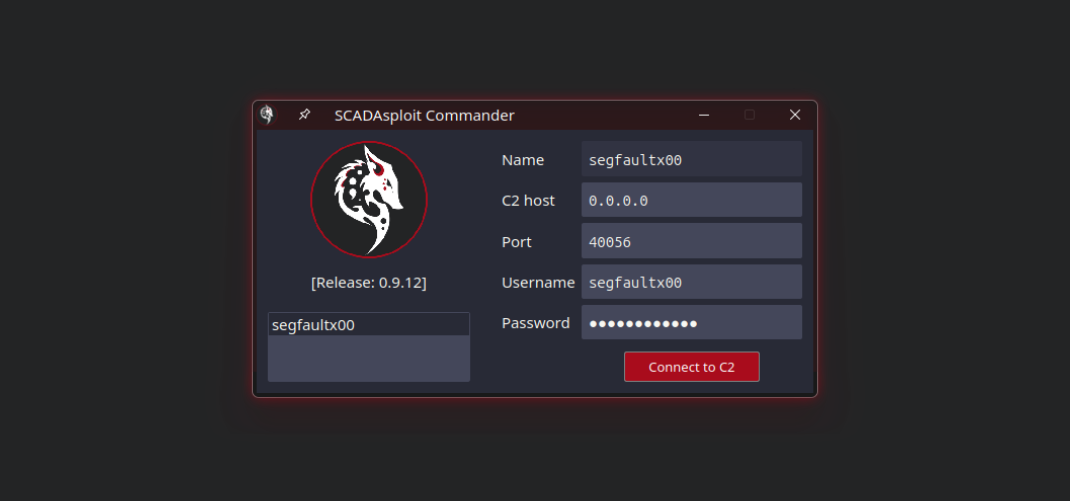 SCADAsploit Commander
Name segfaultx00
C2 host 0.0.0.0
Port 40056
[Release: 0.9.12]
Username segfaultx00
segfaultx00
Password ●●●●●●●●●●●●
Connect to C2